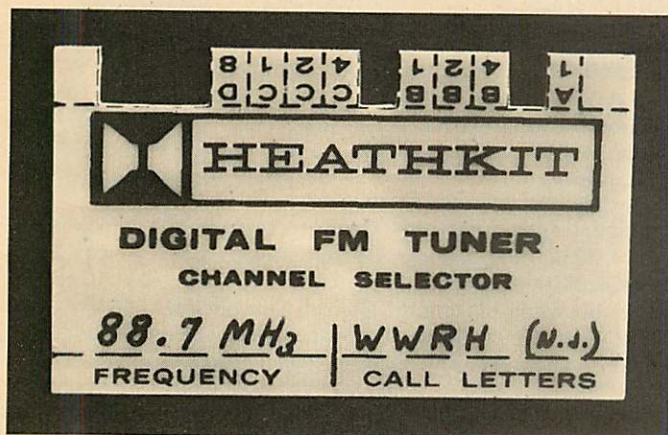 A B B B C C C D
1 4 2 1 4 2 1 8
HEATHKIT
DIGITAL FM TUNER
CHANNEL SELECTOR
88.7 MHz WWRH (N.J.)
FREQUENCY CALL LETTERS